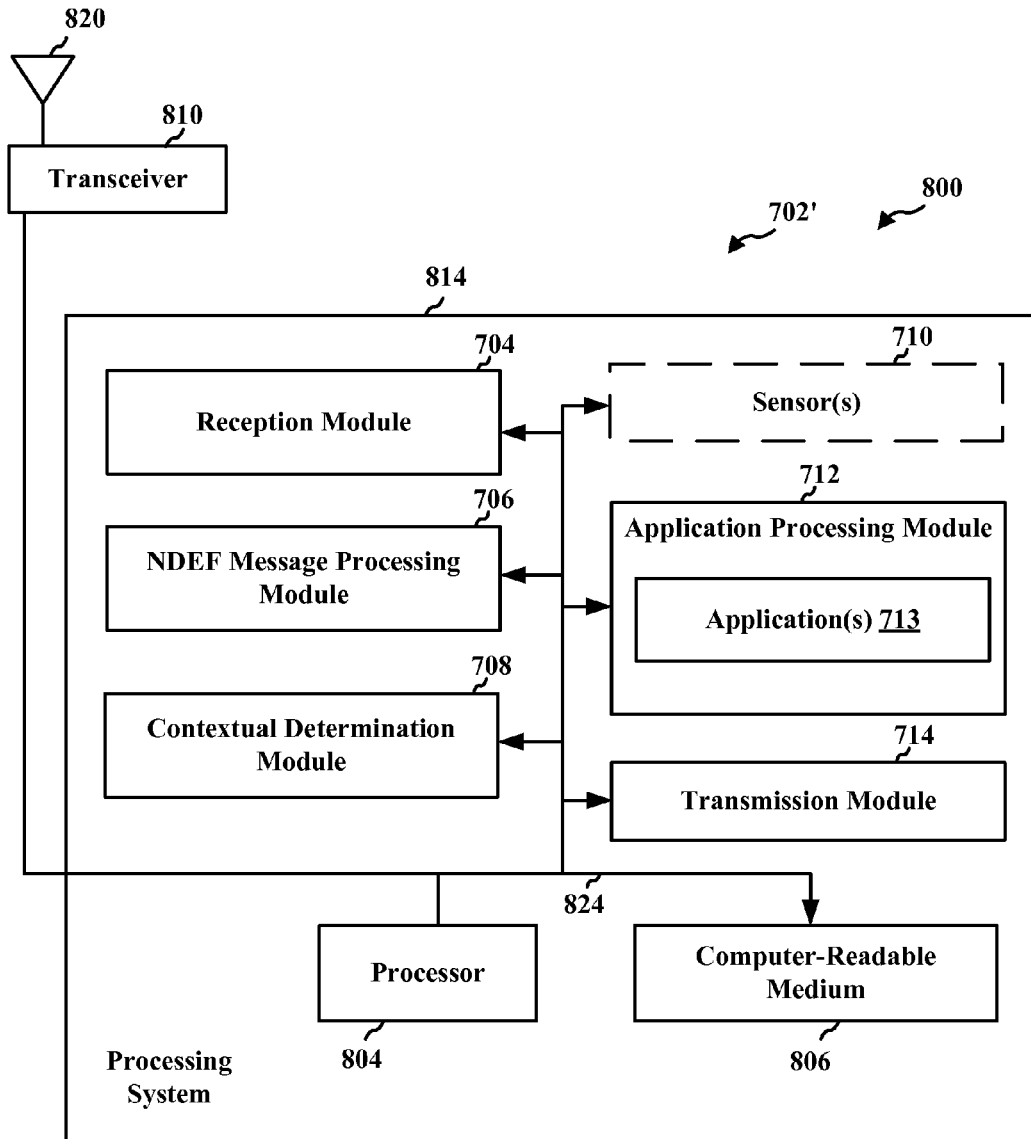 820
810
Transceiver
800
702'
814
704
Reception Module
710
Sensor(s)
706
NDEF Message Processing
Module
712
Application Processing Module
Application(s) 713
708
Contextual Determination
Module
714
Transmission Module
824
Processor
804
Computer-Readable
Medium
806
Processing
System